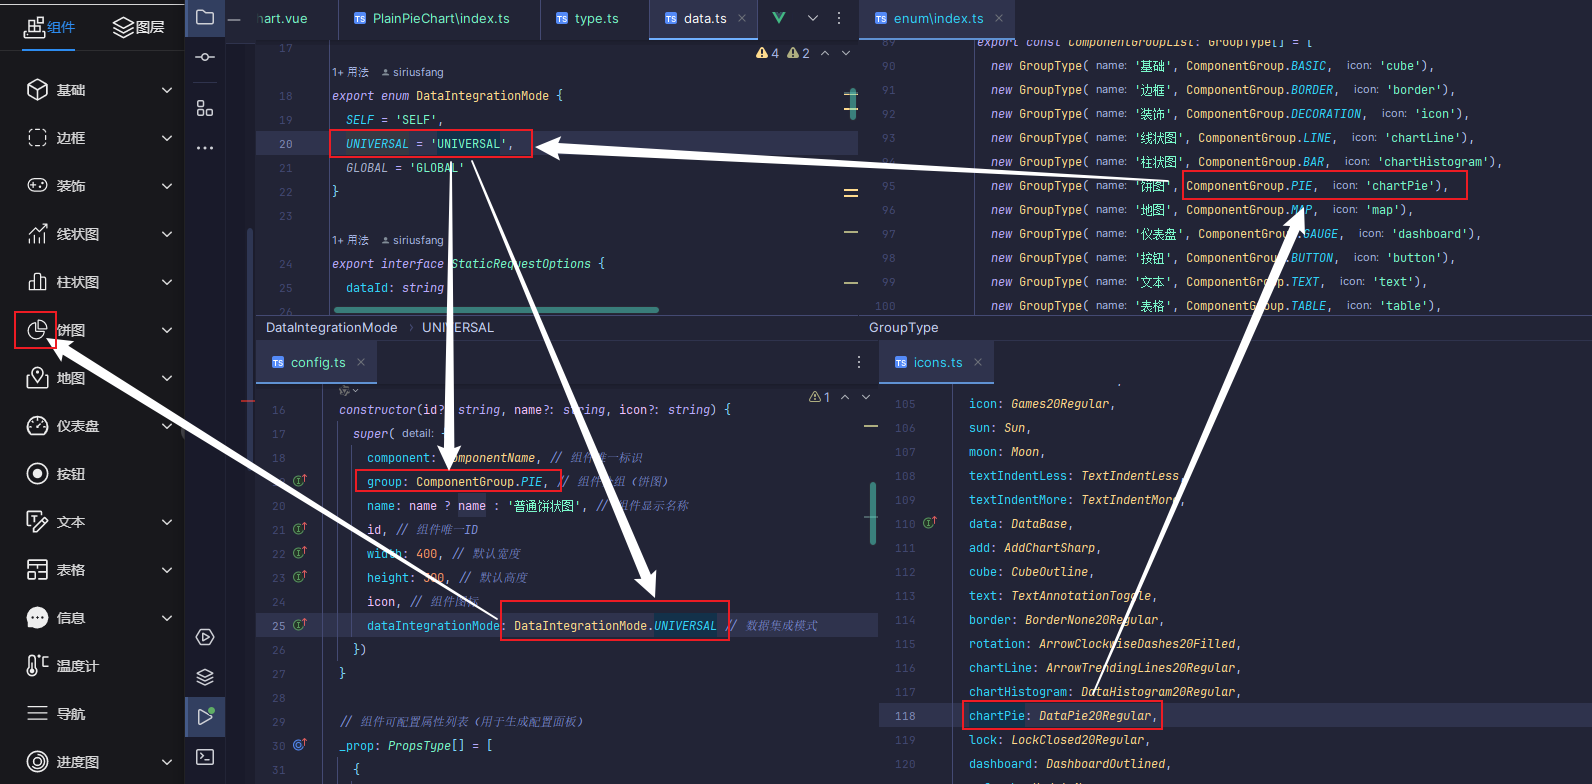 组件
图层
基础
边框
装饰
线状图
柱状图
饼图
地图
仪表盘
按钮
文本
表格
信息
温度计
导航
进度图
hart.vue
TS PlainPieChart\index.ts
TS type.ts
TS data.ts ×
4 2
17
1+ 用法 siriusfang
18 export enum DataIntegrationMode {
19 SELF = 'SELF',
20 UNIVERSAL = 'UNIVERSAL',
21 GLOBAL = 'GLOBAL'
22 }
23
1+ 用法 siriusfang
24 export interface StaticRequestOptions {
25 dataId: string
26
DataIntegrationMode › UNIVERSAL
TS enum\index.ts ×
89 export const ComponentGroupList: GroupType[] = [
90 new GroupType( name: '基础', ComponentGroup.BASIC, icon: 'cube'),
91 new GroupType( name: '边框', ComponentGroup.BORDER, icon: 'border'),
92 new GroupType( name: '装饰', ComponentGroup.DECORATION, icon: 'icon'),
93 new GroupType( name: '线状图', ComponentGroup.LINE, icon: 'chartLine'),
94 new GroupType( name: '柱状图', ComponentGroup.BAR, icon: 'chartHistogram'),
95 new GroupType( name: '饼图', ComponentGroup.PIE, icon: 'chartPie'),
96 new GroupType( name: '地图', ComponentGroup.MAP, icon: 'map'),
97 new GroupType( name: '仪表盘', ComponentGroup.GAUGE, icon: 'dashboard'),
98 new GroupType( name: '按钮', ComponentGroup.BUTTON, icon: 'button'),
99 new GroupType( name: '文本', ComponentGroup.TEXT, icon: 'text'),
100 new GroupType( name: '表格', ComponentGroup.TABLE, icon: 'table'),
GroupType
TS config.ts ×
1
16 constructor(id?: string, name?: string, icon?: string) {
17 super( detail:
18 component: ComponentName, // 组件唯一标识
group: ComponentGroup.PIE, // 组件分组（饼图）
20 name: name ? name : '普通饼状图', // 组件显示名称
21 id, // 组件唯一ID
22 width: 400, // 默认宽度
23 height: 300, // 默认高度
24 icon, // 组件图标
25 dataIntegrationMode: DataIntegrationMode.UNIVERSAL // 数据集成模式
26 })
27 }
28
29 // 组件可配置属性列表（用于生成配置面板）
30 _prop: PropsType[] = [
31 {
TS icons.ts ×
105 icon: Games20Regular,
106 sun: Sun,
107 moon: Moon,
108 textIndentLess: TextIndentLess,
109 textIndentMore: TextIndentMore,
110 data: DataBase,
111 add: AddChartSharp,
112 cube: CubeOutline,
113 text: TextAnnotationToggle,
114 border: BorderNone20Regular,
115 rotation: ArrowClockwiseDashes20Filled,
116 chartLine: ArrowTrendingLines20Regular,
117 chartHistogram: DataHistogram20Regular,
118 chartPie: DataPie20Regular,
119 lock: LockClosed20Regular,
120 dashboard: DashboardOutlined,